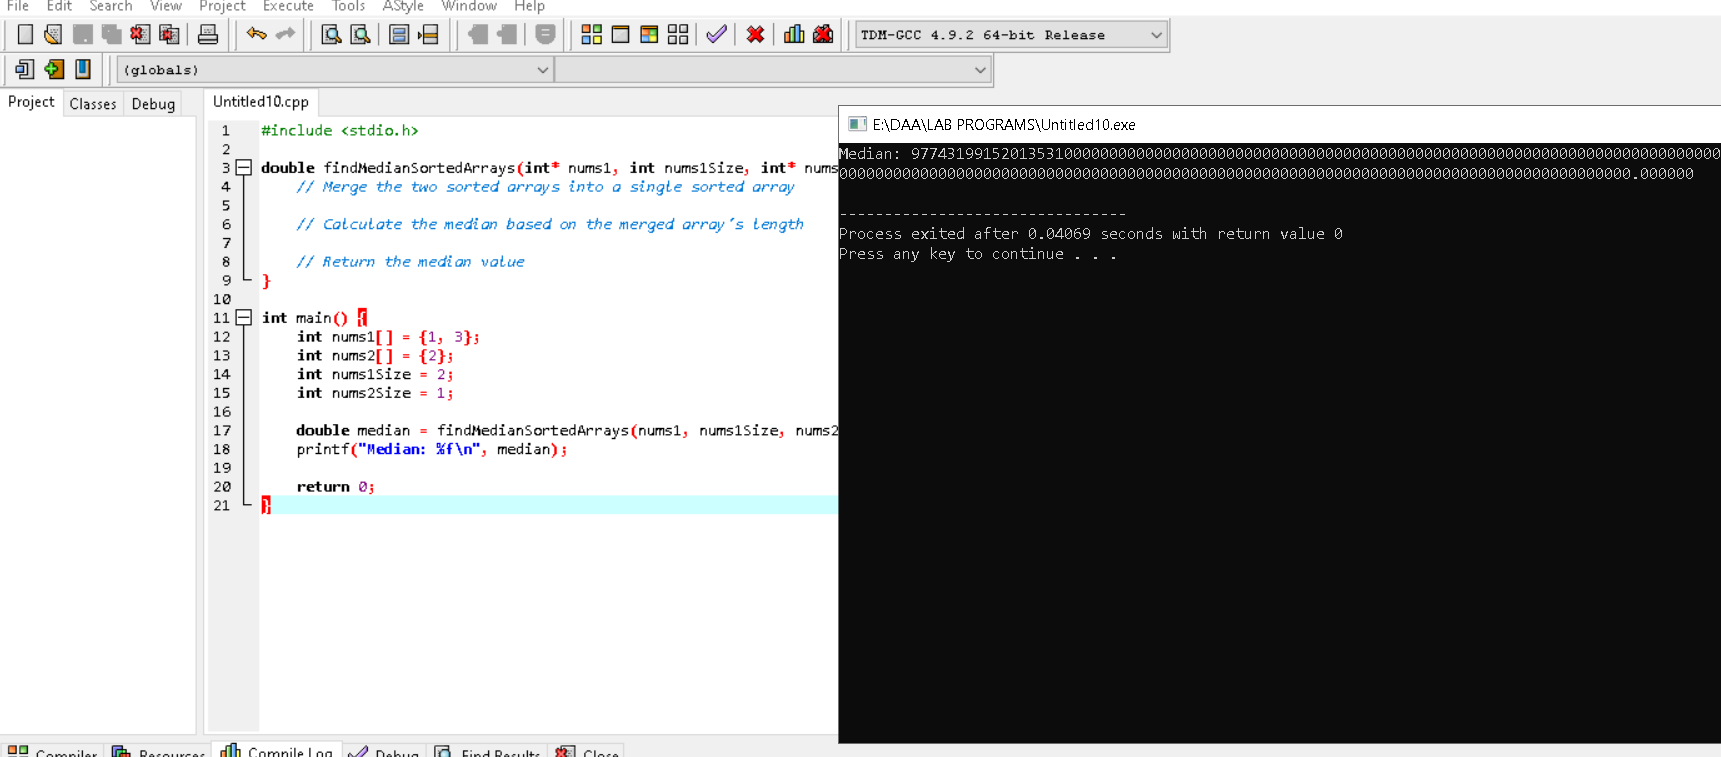 File Edit Search View Project Execute Tools AStyle Window Help
TDM-GCC 4.9.2 64-bit Release
(globals)
Project Classes Debug
Untitled10.cpp
1 #include <stdio.h>
2
3 double findMedianSortedArrays(int* nums1, int nums1Size, int* nums
4 // Merge the two sorted arrays into a single sorted array
5
6 // Calculate the median based on the merged array's length
7
8 // Return the median value
9 }
10
11 int main() {
12 int nums1[] = {1, 3};
13 int nums2[] = {2};
14 int nums1Size = 2;
15 int nums2Size = 1;
16
17 double median = findMedianSortedArrays(nums1, nums1Size, nums2
18 printf("Median: %f\n", median);
19
20 return 0;
21 }
E:\DAA\LAB PROGRAMS\Untitled10.exe
Median:
--------------------------------
Process exited after 0.04069 seconds with return value 0
Press any key to continue . . .
Compiler Resources Compile Log Debug Find Results Close